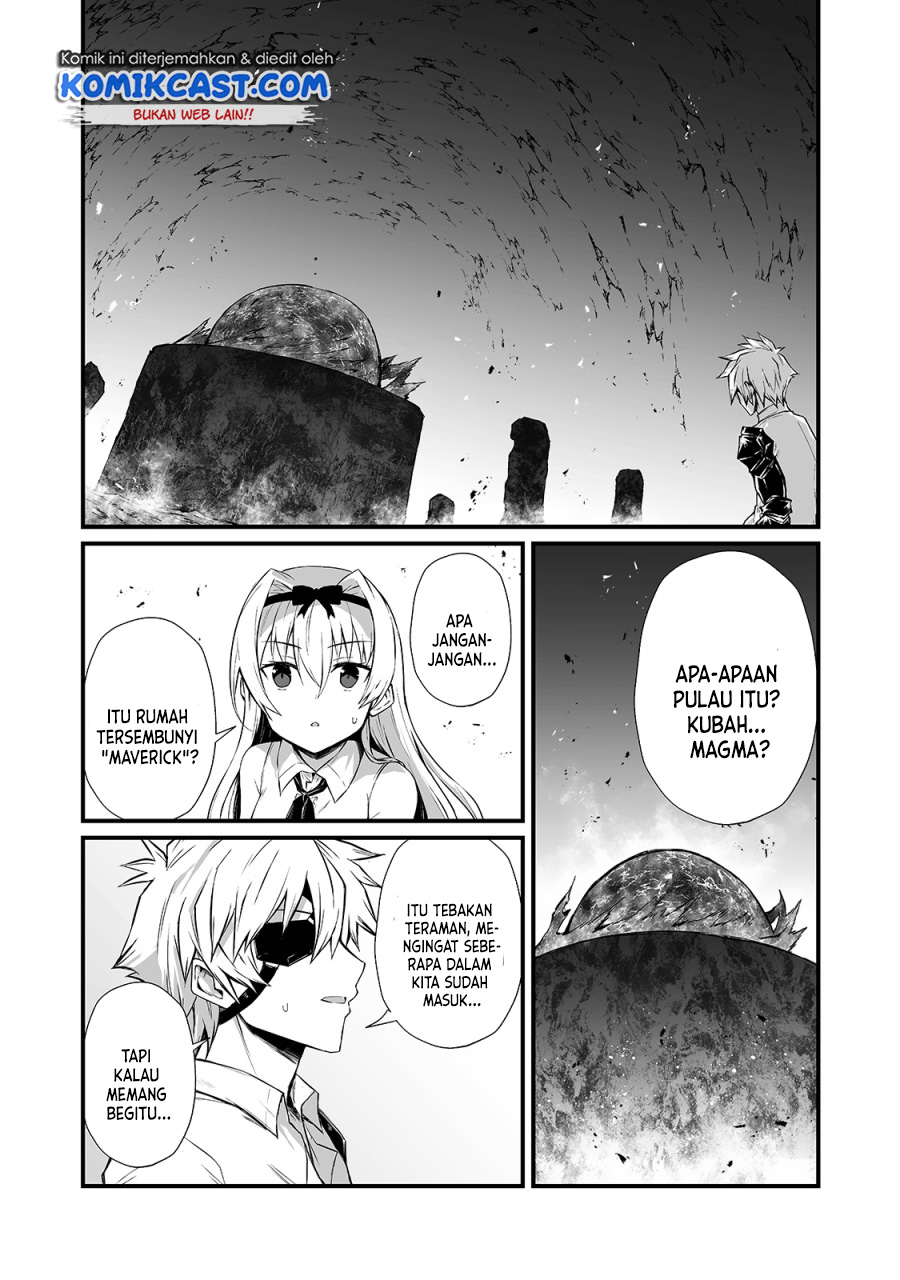 Komik ini diterjemahkan & diedit oleh
KOMIKCAST.COM
BUKAN WEB LAIN!!
APA-APAAN
PULAU ITU?
KUBAH...
MAGMA?
APA
JANGAN-
JANGAN...
ITU RUMAH
TERSEMBUNYI
"MAVERICK"?
ITU TEBAKAN
TERAMAN, ME-
NGINGAT SEBE-
RAPA DALAM
KITA SUDAH
MASUK...
TAPI
KALAU
MEMANG
BEGITU...